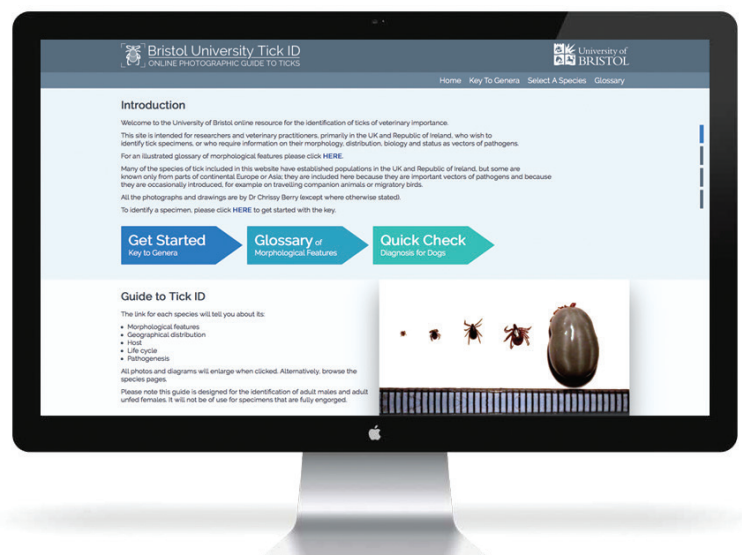 Bristol University Tick ID
ONLINE PHOTOGRAPHIC GUIDE TO TICKS
University of
BRISTOL
Home Key To Genera Select A Species Glossary
Introduction
Welcome to the University of Bristol online resource for the identification of ticks of veterinary importance.
This site is intended for researchers and veterinary practitioners, primarily in the UK and Republic of Ireland, who wish to
identify tick specimens, or who require information on their morphology, distribution, biology and status as vectors of pathogens.
For an illustrated glossary of morphological features please click HERE.
Many of the species of tick included in this website have established populations in the UK and Republic of Ireland, but some are
known only from parts of continental Europe or Asia; they are included here because they are important vectors of pathogens and because
they are occasionally introduced, for example on travelling companion animals or migratory birds.
All the photographs and drawings are by Dr Chrissy Berry (except where otherwise stated).
To identify a specimen, please click HERE to get started with the key.
Get Started
Key to Genera
Glossary of
Morphological Features
Quick Check
Diagnosis for Dogs
Guide to Tick ID
The link for each species will tell you about its:
• Morphological features
• Geographical distribution
• Host
• Life cycle
• Pathogenesis
All photos and diagrams will enlarge when clicked. Alternatively, browse the
species pages.
Please note this guide is designed for the identification of adult males and adult
unfed females. It will not be of use for specimens that are fully engorged.